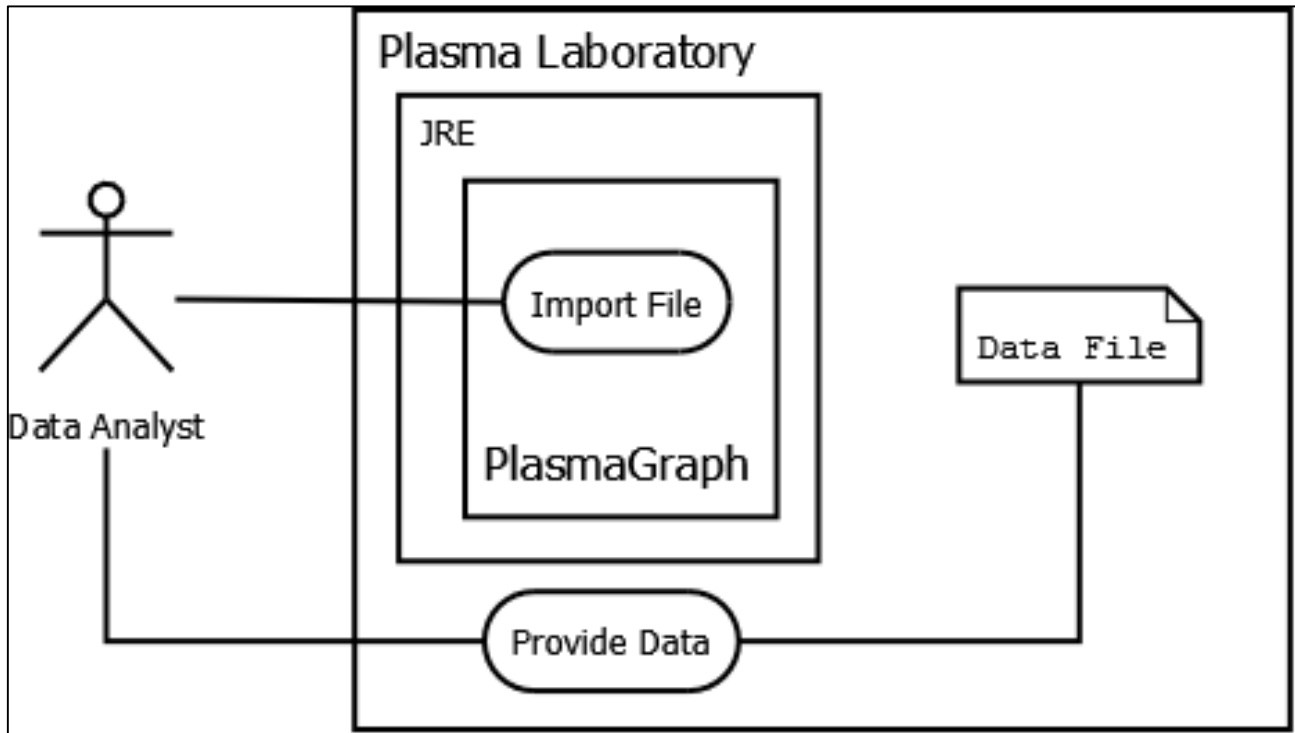 Plasma Laboratory
JRE
Import File
Data File
Data Analyst
PlasmaGraph
Provide Data